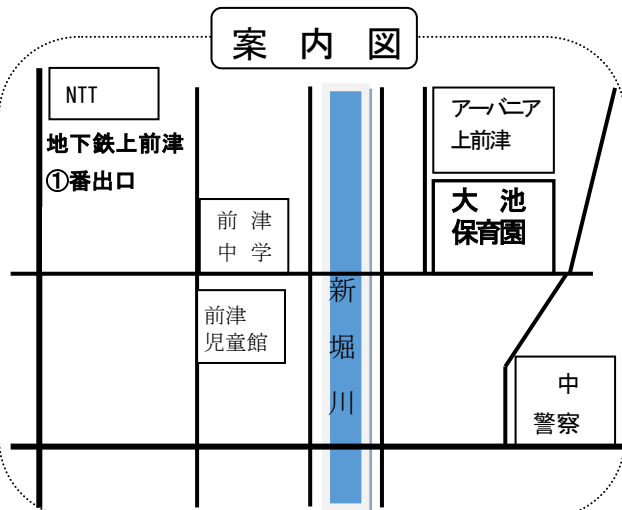 案 内 図
NTT
地下鉄上前津
①番出口
アーバニア
上前津
大 池
保育園
前 津
中 学
前津
児童館
新
堀
川
中
警察